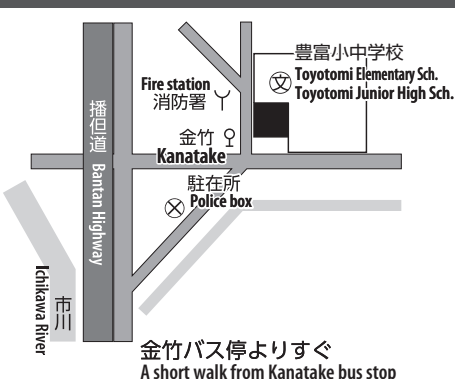 豊富小中学校
Toyotomi Elementary Sch.
Toyotomi Junior High Sch.
文
Fire station
消防署
金竹
Kanatake
駐在所
Police box
播但道 Bantan Highway
市川
Ichikawa River
金竹バス停よりすぐ
A short walk from Kanatake bus stop